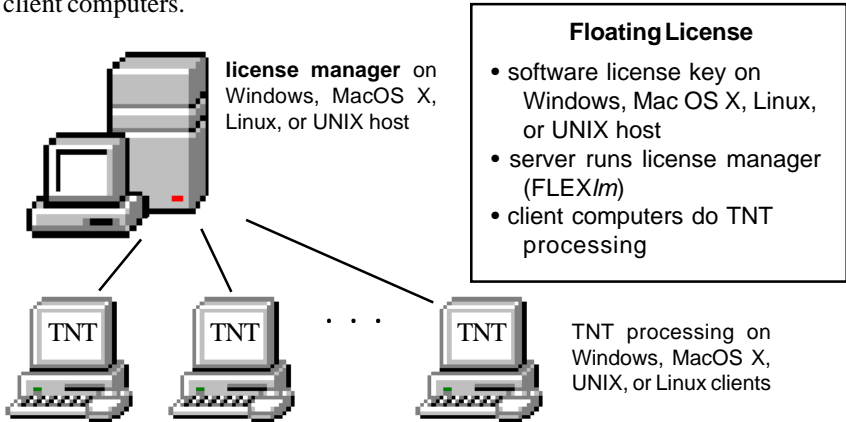 client computers.
license manager on
Windows, MacOS X,
Linux, or UNIX host
Floating License
• software license key on
Windows, Mac OS X, Linux,
or UNIX host
• server runs license manager
(FLEXlm)
• client computers do TNT
processing
TNT
TNT
. . .
TNT
TNT processing on
Windows, MacOS X,
UNIX, or Linux clients